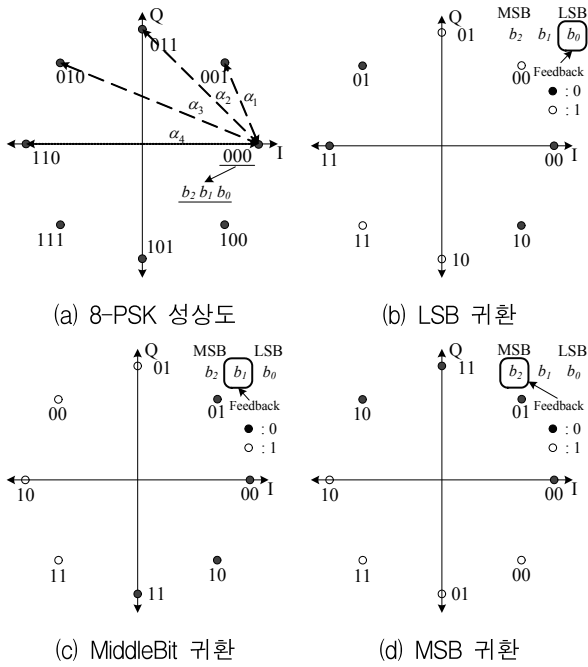 Q
011
010
001
α1
α2
α3
α4
110
000
I
b2 b1 b0
111
101
100
(a) 8-PSK 성상도
Q
MSB LSB
b2 b1 b0
01
00
Feedback
● : 0
○ : 1
01
11
00
I
11
10
10
(b) LSB 귀환
Q
MSB LSB
b2 b1 b0
01
00
01
Feedback
● : 0
○ : 1
10
00
I
11
10
11
(c) MiddleBit 귀환
Q
MSB LSB
b2 b1 b0
11
10
01
Feedback
● : 0
○ : 1
10
00
I
11
00
01
(d) MSB 귀환